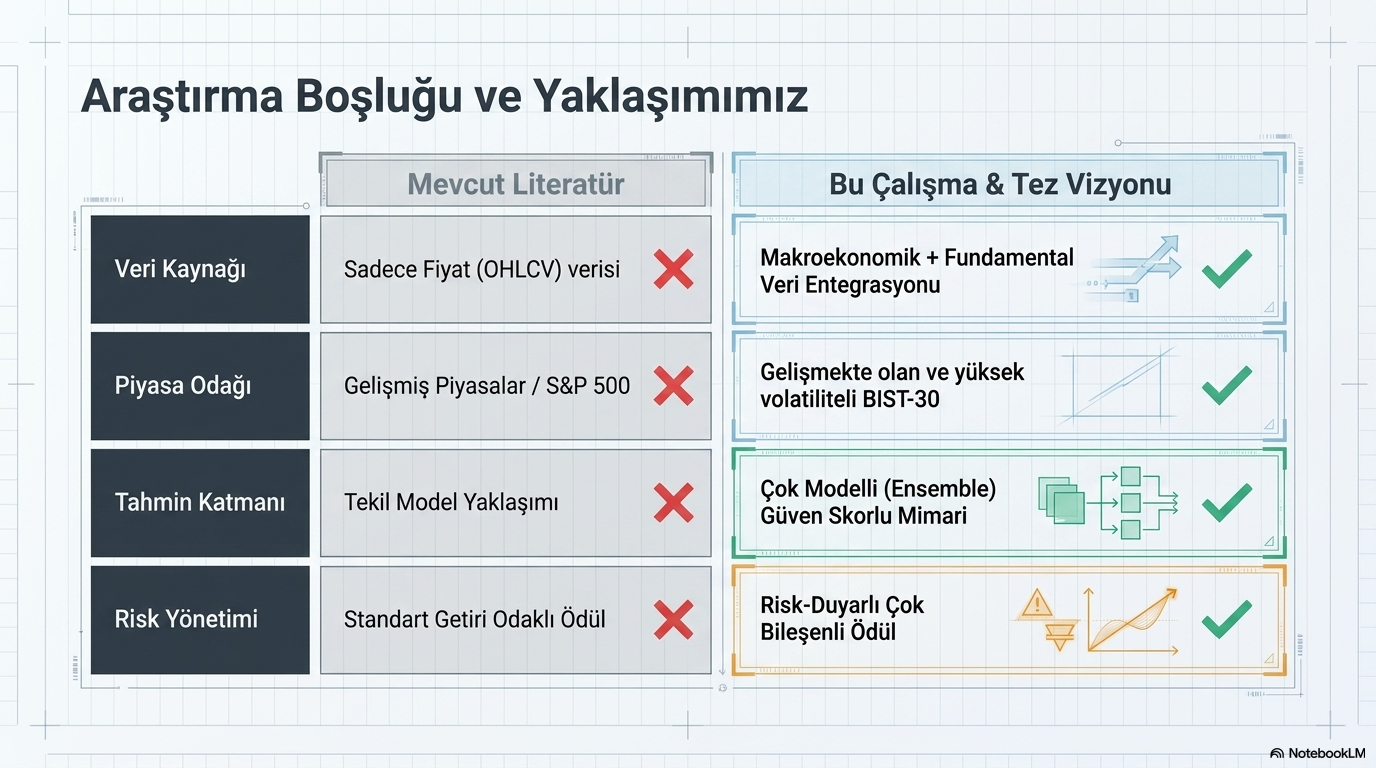 Araştırma Boşluğu ve Yaklaşımımız
Mevcut Literatür
Bu Çalışma & Tez Vizyonu
Veri Kaynağı
Sadece Fiyat (OHLCV) verisi
Makroekonomik + Fundamental
Veri Entegrasyonu
Piyasa Odağı
Gelişmiş Piyasalar / S&P 500
Gelişmekte olan ve yüksek
volatiliteli BIST-30
Tahmin Katmanı
Tekil Model Yaklaşımı
Çok Modelli (Ensemble)
Güven Skorlu Mimari
Risk Yönetimi
Standart Getiri Odaklı Ödül
Risk-Duyarlı Çok
Bileşenli Ödül
NotebookLM